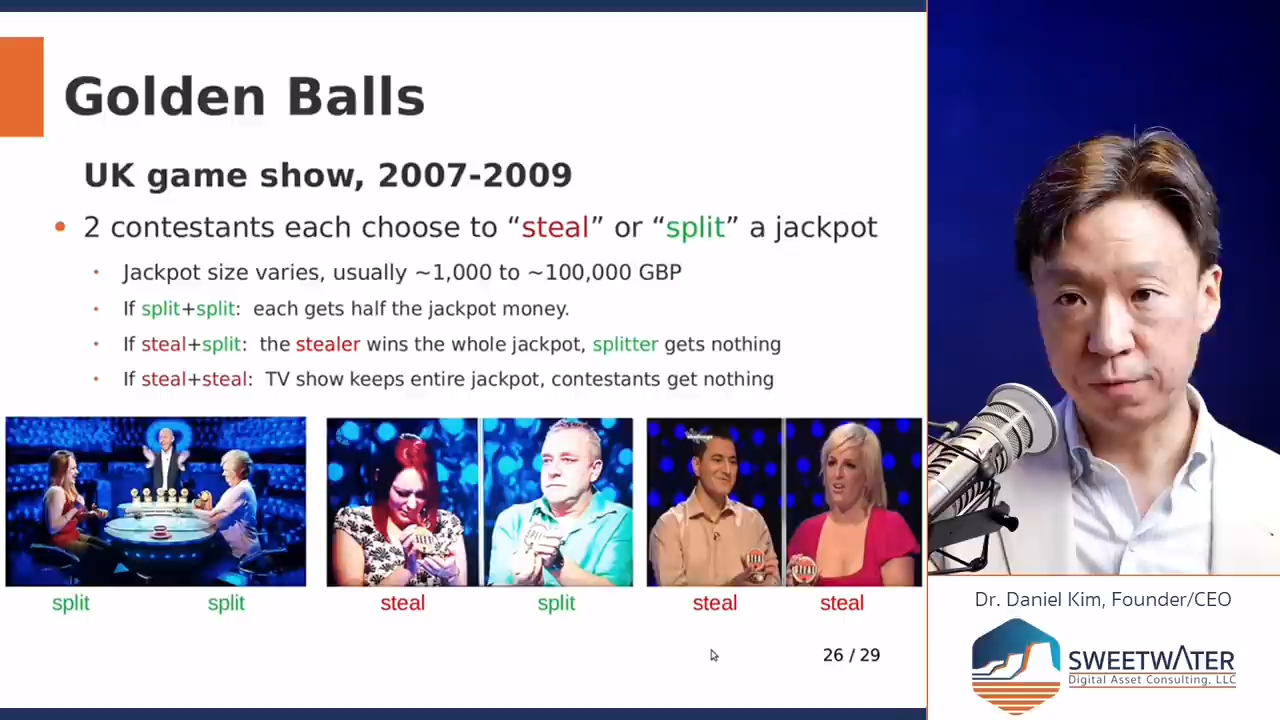 Golden Balls
UK game show, 2007-2009
• 2 contestants each choose to “steal” or “split” a jackpot
• Jackpot size varies, usually ~1,000 to ~100,000 GBP
• If split+split: each gets half the jackpot money.
• If steal+split: the stealer wins the whole jackpot, splitter gets nothing
• If steal+steal: TV show keeps entire jackpot, contestants get nothing
split split steal split steal steal
26 / 29
Dr. Daniel Kim, Founder/CEO
SWEETWATER
Digital Asset Consulting, LLC